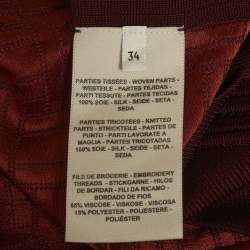 34
PARTIES TISSÉES - WOVEN PARTS -
WEBTEILE - PARTES TEJIDAS -
PARTI TESSUTE - PARTES TECIDAS
100% SOIE - SILK - SEIDE - SETA -
SEDA
PARTIES TRICOTÉES - KNITTED
PARTS - STRICKTEILE - PARTES DE
PUNTO - PARTI LAVORATE A
MAGLIA - PARTES TRICOTADAS
100% SOIE - SILK - SEIDE - SETA -
SEDA
FILS DE BRODERIE - EMBROIDERY
THREADS - STICKGARNE - HILOS
DE BORDAR - FILI DA RICAMO -
BORDADO DE FIOS
85% VISCOSE - VISKOSE - VISCOSA
15% POLYESTER - POLIESTERE -
POLIÉSTER